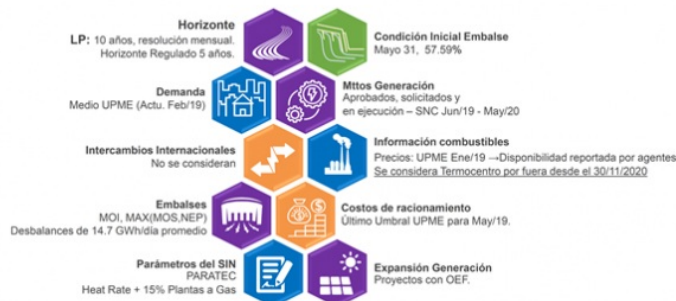 Horizonte
LP: 10 años, resolución mensual.
Horizonte Regulado 5 años.
Condición Inicial Embalse
Mayo 31, 57.59%
Demanda
Medio UPME (Actu. Feb/19)
Mttos Generación
Aprobados, solicitados y
en ejecución – SNC Jun/19 - May/20
Intercambios Internacionales
No se consideran
Información combustibles
Precios: UPME Ene/19 →Disponibilidad reportada por agentes
Se considera Termocentro por fuera desde el 30/11/2020
Embalses
MOI, MAX(MOS,NEP)
Desbalances de 14.7 GWh/día promedio
Costos de racionamiento
Último Umbral UPME para May/19.
Parámetros del SIN
PARATEC
Heat Rate + 15% Plantas a Gas
Expansión Generación
Proyectos con OEF.